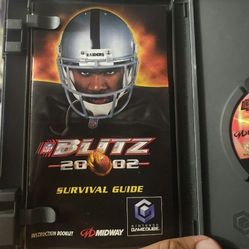 RAIDERS
NFL
BLITZ
20 02
SURVIVAL GUIDE
INSTRUCTION BOOKLET
MIDWAY
NINTENDO
GAMECUBE